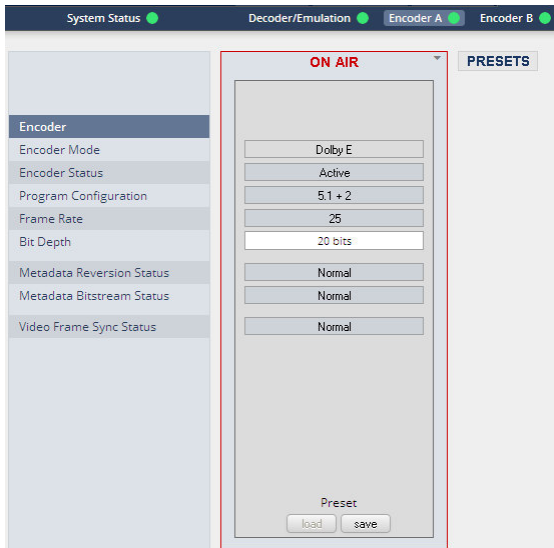 System Status Decoder/Emulation Encoder A Encoder B
ON AIR PRESETS
Encoder
Encoder Mode Dolby E
Encoder Status Active
Program Configuration 5.1 + 2
Frame Rate 25
Bit Depth 20 bits
Metadata Reversion Status Normal
Metadata Bitstream Status Normal
Video Frame Sync Status Normal
Preset
load save